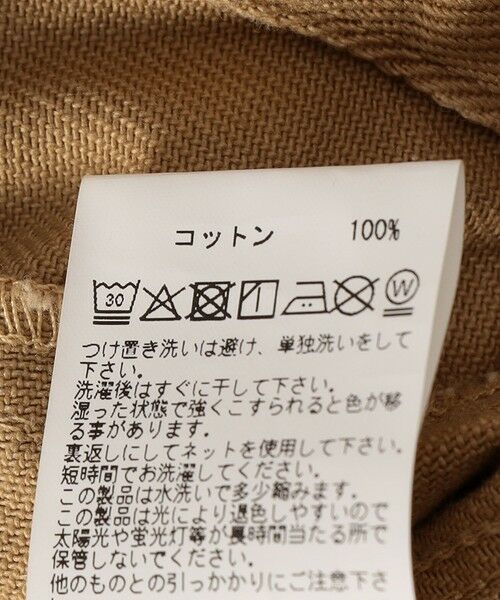 コットン 100%
30 W
つけ置き洗いは避け、単独洗いをして
下さい。
洗濯後はすぐに干して下さい。
湿った状態で強くこすられると色が移
る事があります。
裏返しにしてネットを使用して下さい。
短時間でお洗濯してください。
この製品は水洗いで多少縮みます。
この製品は光により退色しやすいので
太陽光や蛍光灯等が長時間当たる所で
保管しないでください。
他のものとの引っかかりにご注意下さ